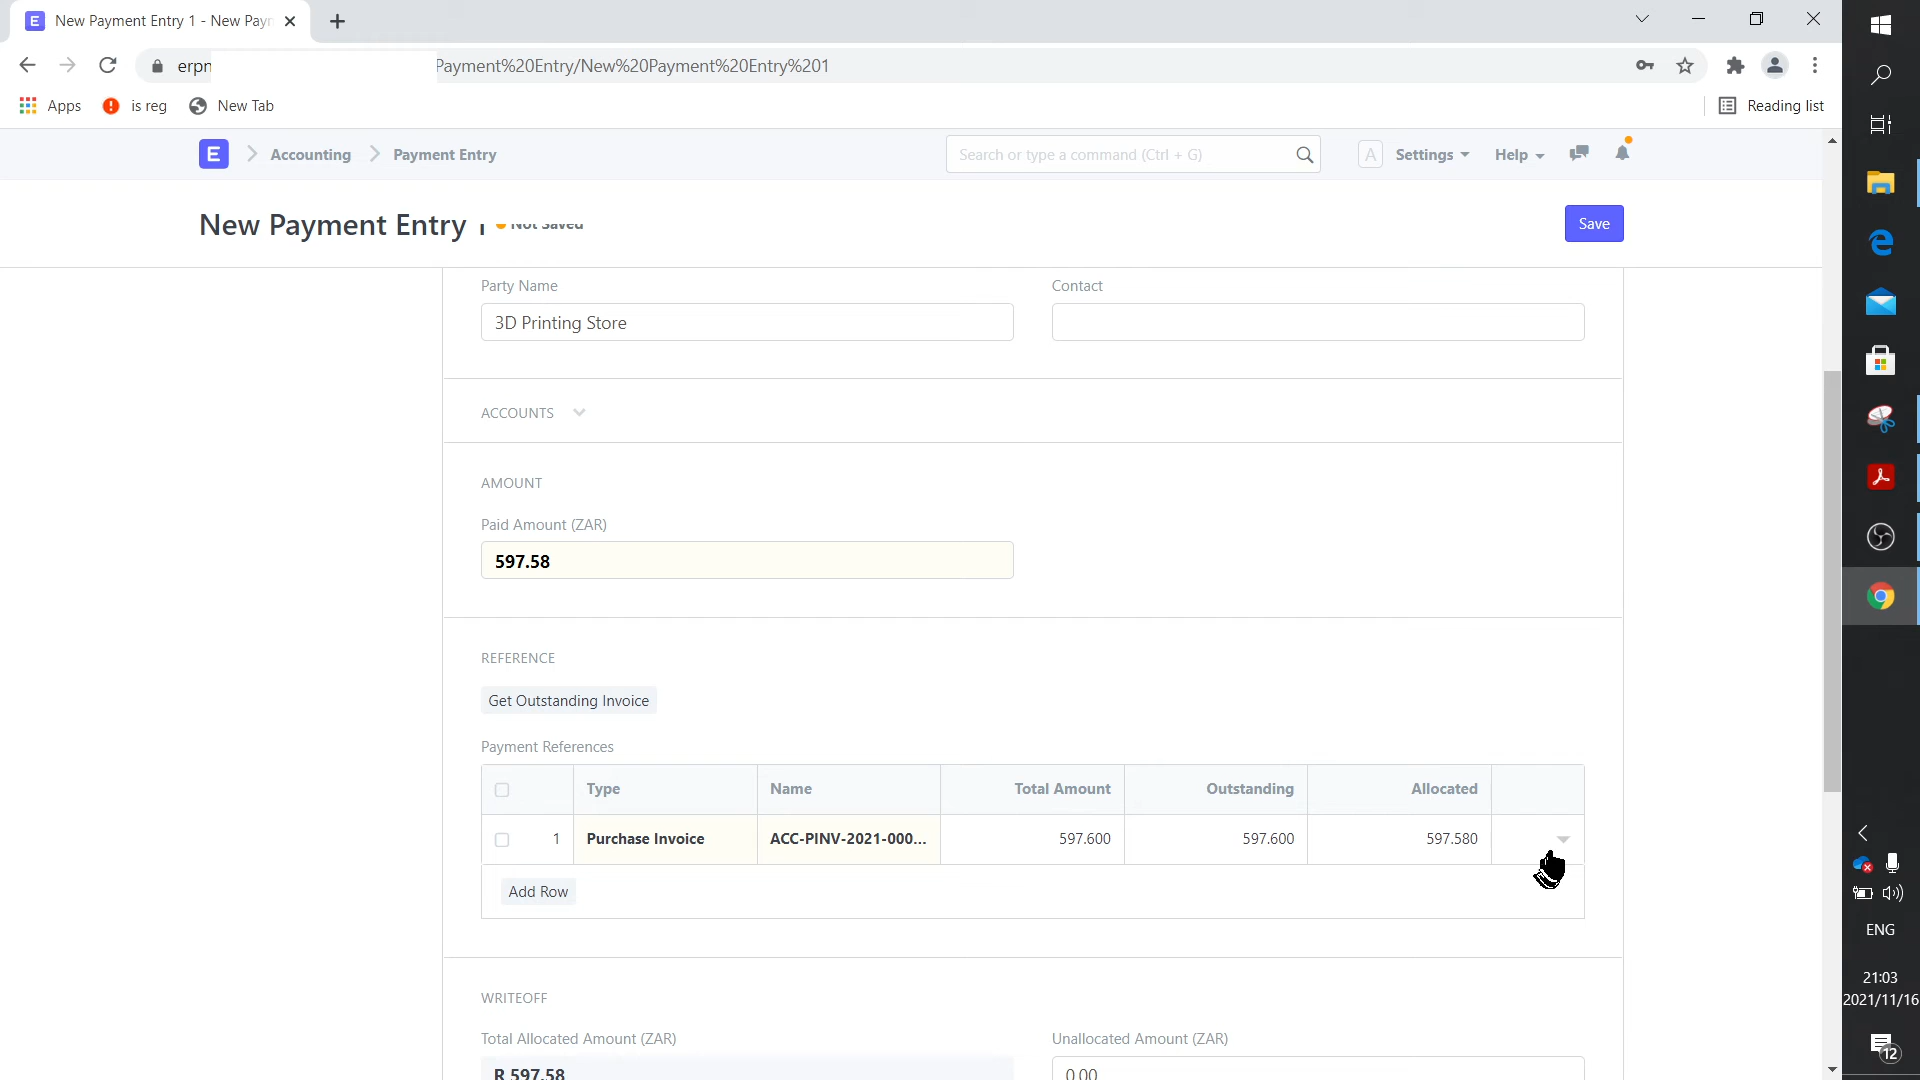 E New Payment Entry 1 - New Payn
erpn Payment%20Entry/New%20Payment%20Entry%201
Apps is reg New Tab Reading list
E Accounting Payment Entry Search or type a command (Ctrl + G) A Settings Help
New Payment Entry 1 Not Saved Save
Party Name Contact
3D Printing Store
ACCOUNTS
AMOUNT
Paid Amount (ZAR)
597.58
REFERENCE
Get Outstanding Invoice
Payment References
Type Name Total Amount Outstanding Allocated
1 Purchase Invoice ACC-PINV-2021-000... 597.600 597.600 597.580
Add Row
WRITEOFF
Total Allocated Amount (ZAR) Unallocated Amount (ZAR)
R 597.58 0.00
ENG
21:03
2021/11/16
12